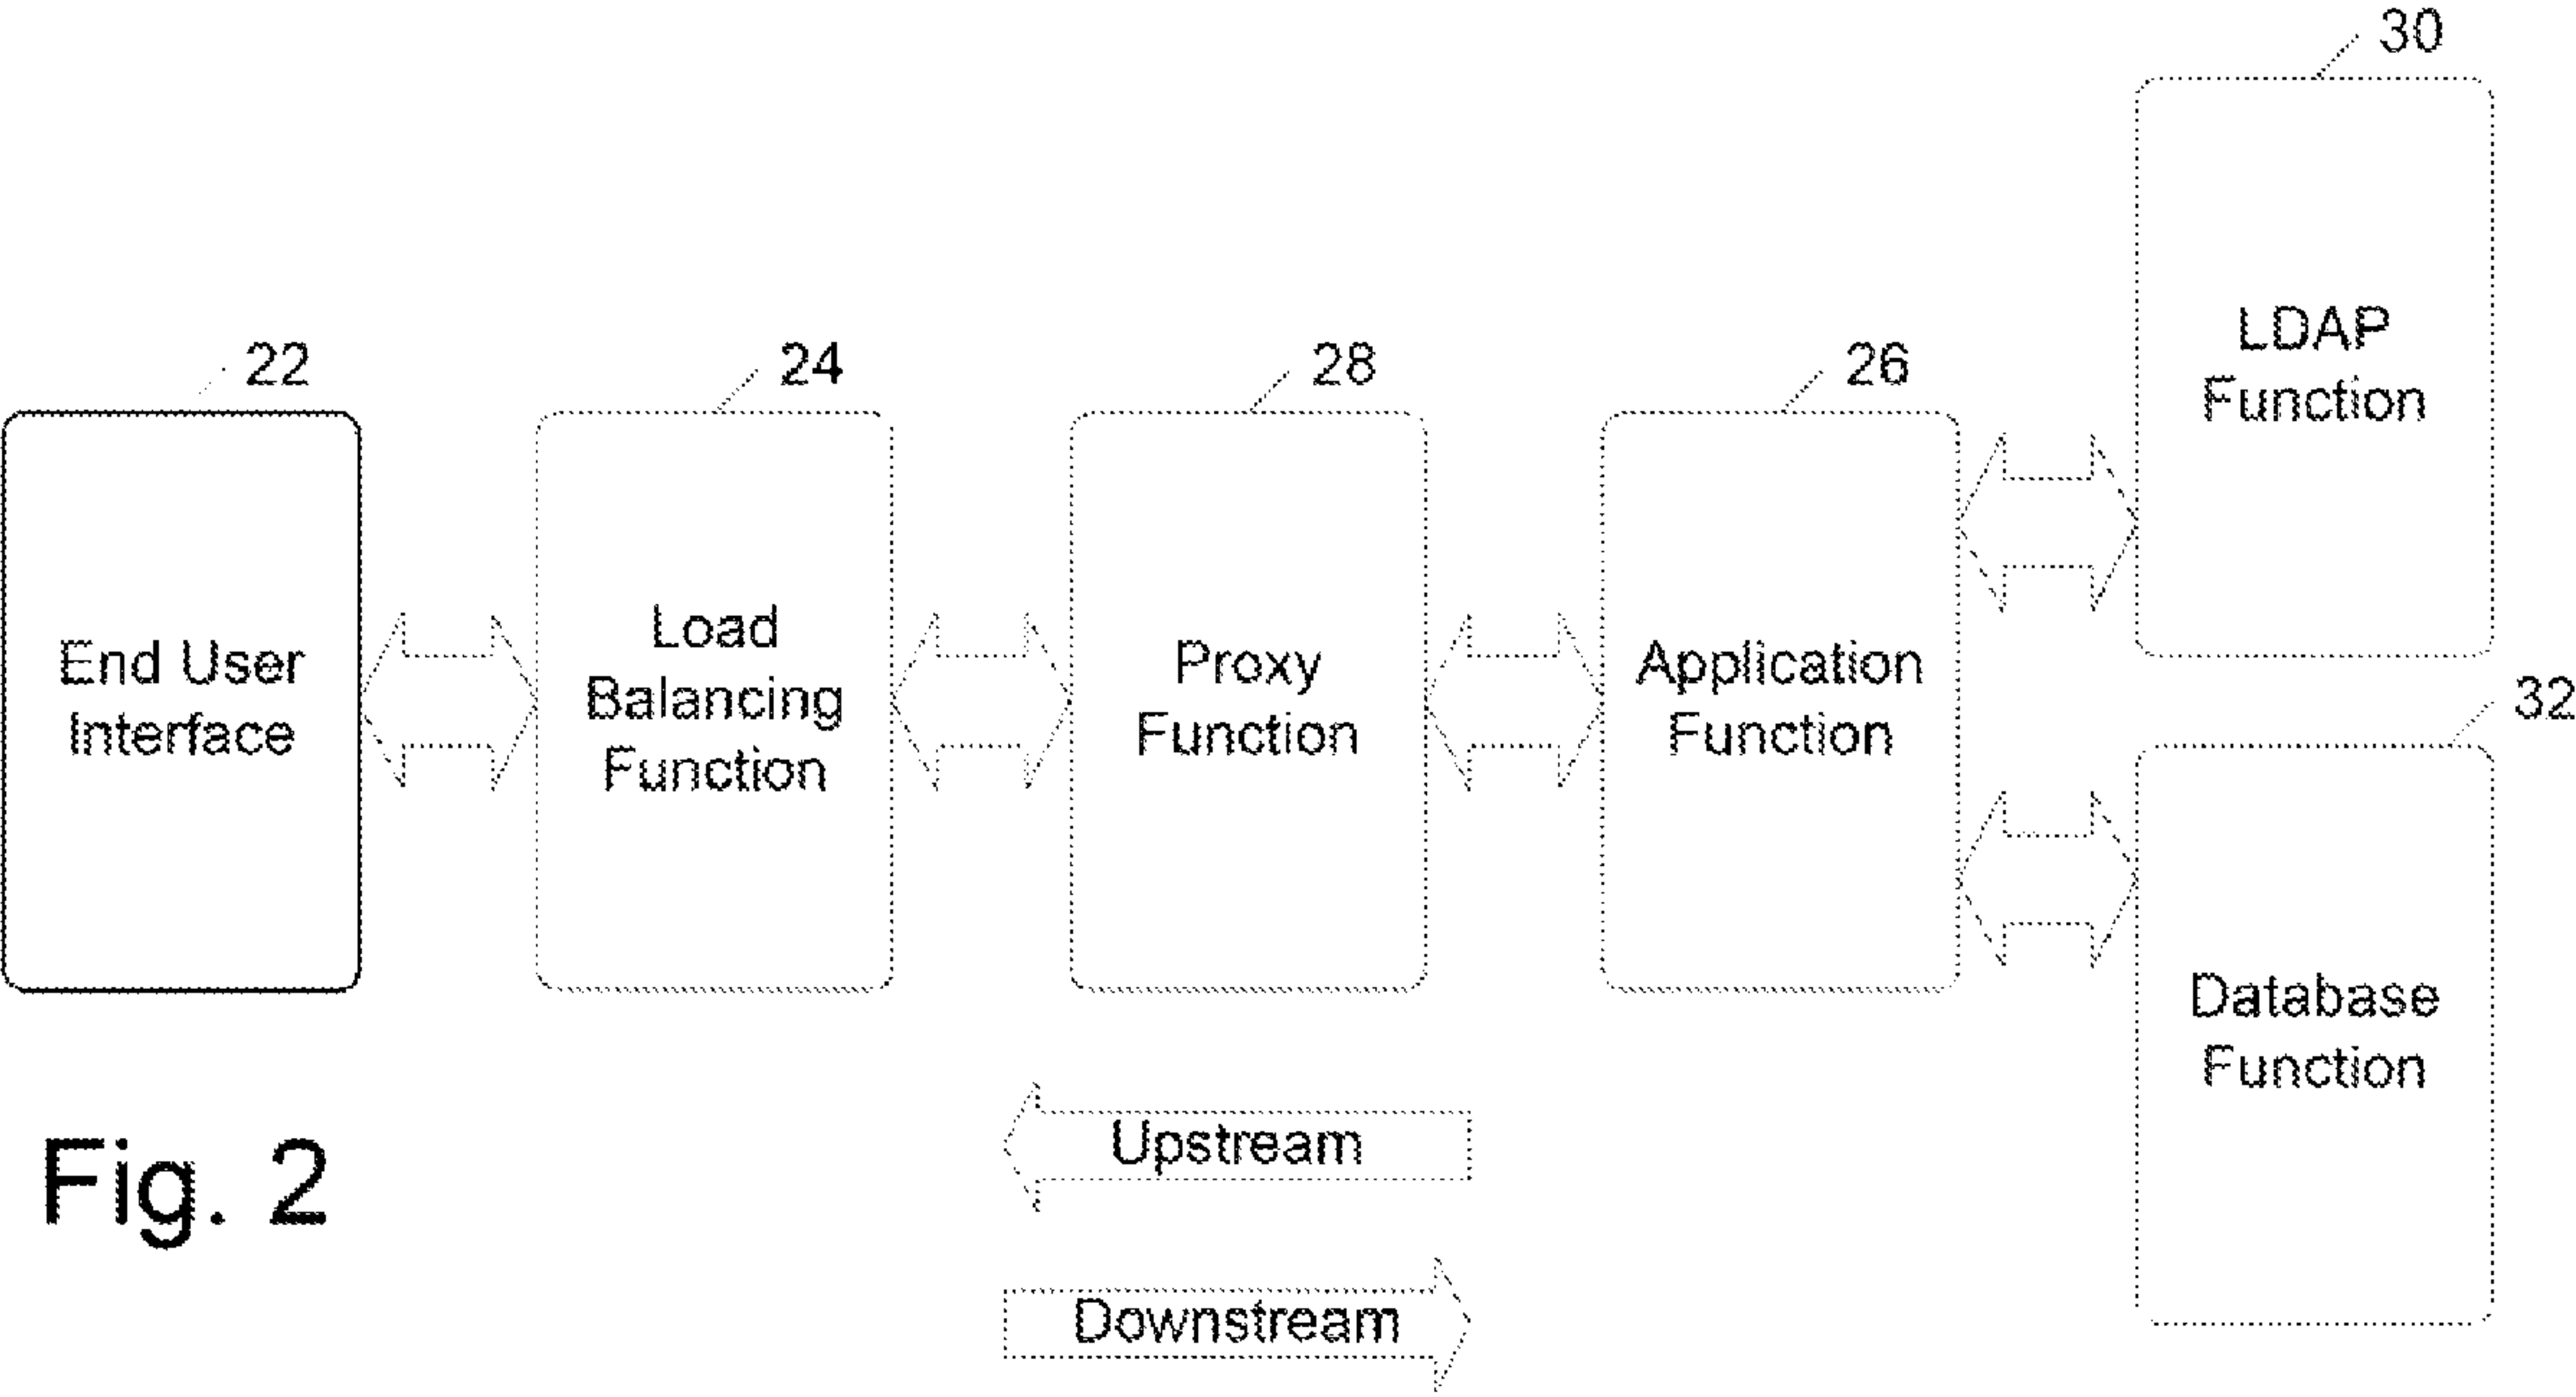 30
LDAP
Function
22
24
28
26
End User
Interface
Load
Balancing
Function
Proxy
Function
Application
Function
32
Database
Function
Upstream
Downstream
Fig. 2